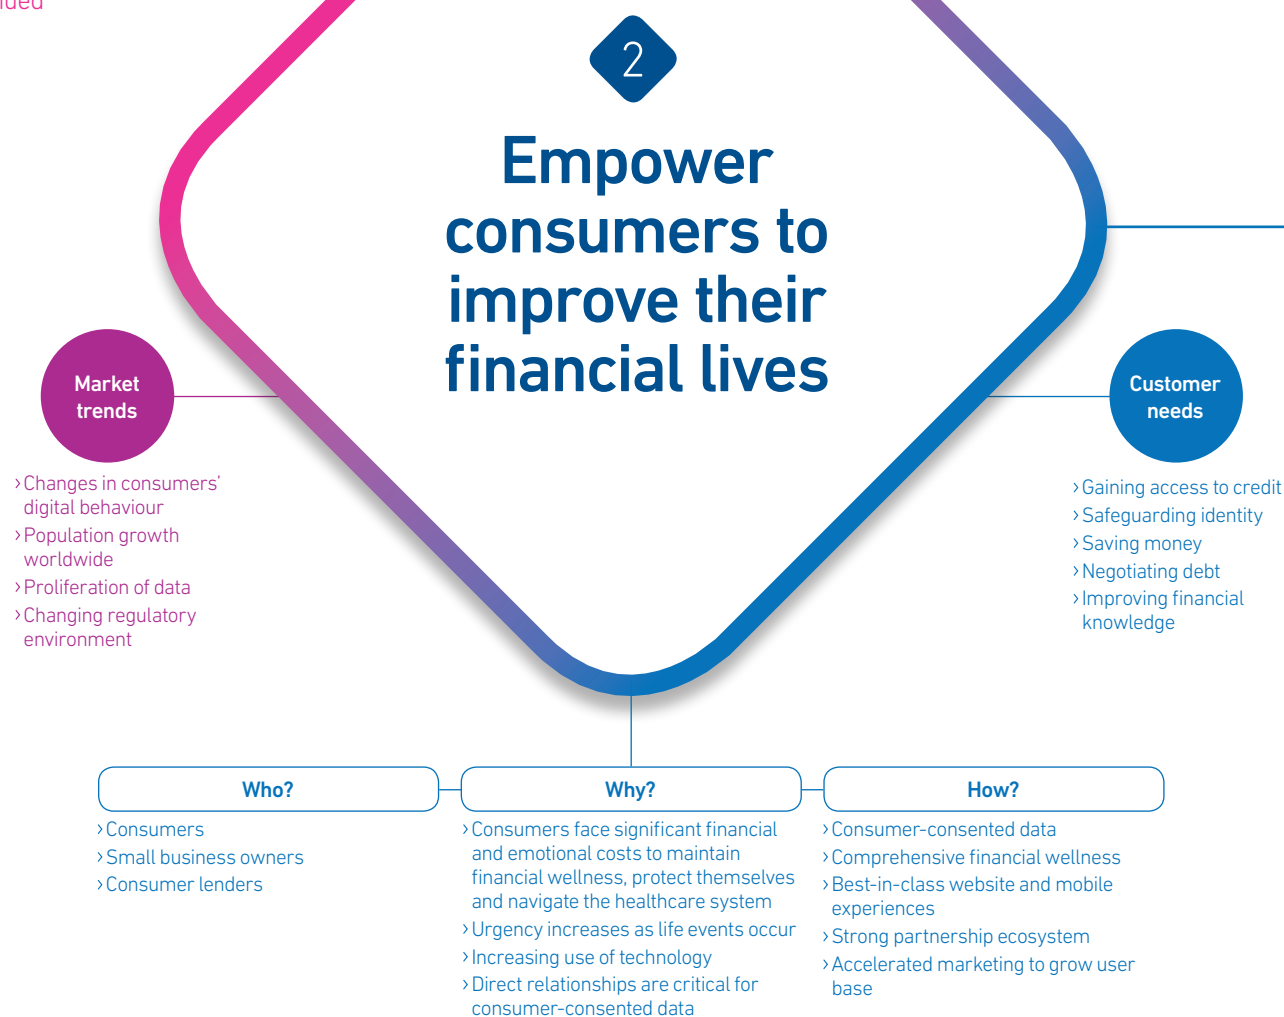 2
Empower
consumers to
improve their
financial lives
Market
trends
› Changes in consumers'
digital behaviour
› Population growth
worldwide
› Proliferation of data
› Changing regulatory
environment
Customer
needs
› Gaining access to credit
› Safeguarding identity
› Saving money
› Negotiating debt
› Improving financial
knowledge
Who?
› Consumers
› Small business owners
› Consumer lenders
Why?
› Consumers face significant financial
and emotional costs to maintain
financial wellness, protect themselves
and navigate the healthcare system
› Urgency increases as life events occur
› Increasing use of technology
› Direct relationships are critical for
consumer-consented data
How?
› Consumer-consented data
› Comprehensive financial wellness
› Best-in-class website and mobile
experiences
› Strong partnership ecosystem
› Accelerated marketing to grow user
base